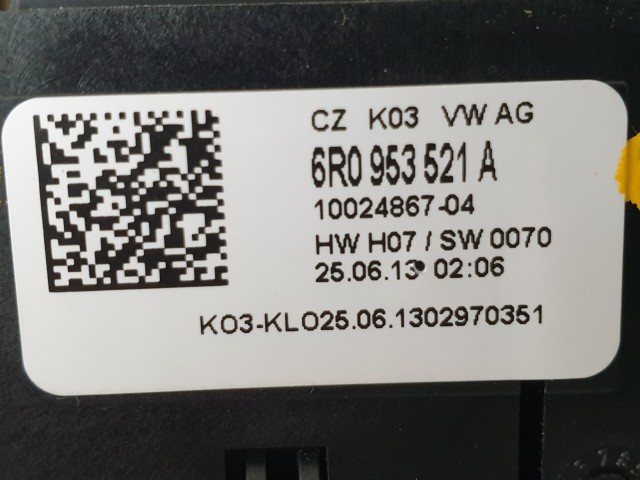 CZ K03 VW AG
6R0 953 521 A
10024867-04
HW H07 / SW 0070
25.06.13 02:06
K03-KLO25.06.1302970351